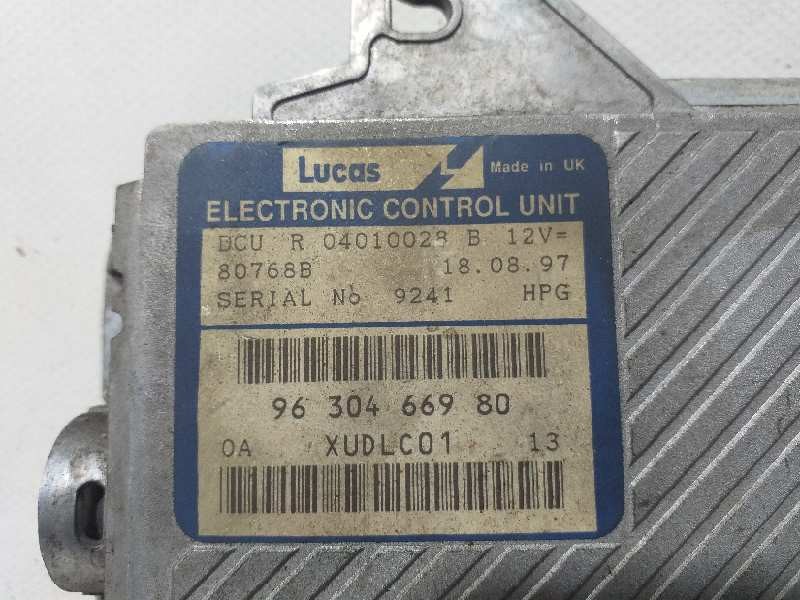 Lucas Made in UK
ELECTRONIC CONTROL UNIT
DCU R 04010028 B 12V=
80768B 18.08.97
SERIAL No 9241 HPG
96 304 669 80
0A XUDLC01 13